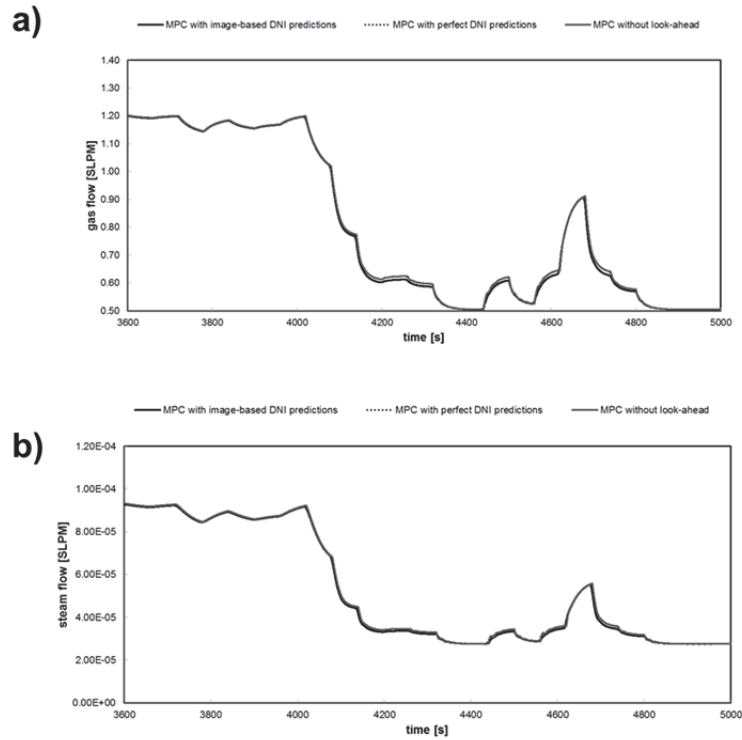 a)
MPC with image-based DNI predictions MPC with perfect DNI predictions MPC without look-ahead
1.40
1.30
1.20
1.10
1.00
0.90
0.80
0.70
0.60
0.50
gas flow [SLPM]
3600 3800 4000 4200 4400 4600 4800 5000
time [s]
MPC with image-based DNI predictions MPC with perfect DNI predictions MPC without look-ahead
b)
1.20E-04
1.00E-04
8.00E-05
6.00E-05
4.00E-05
2.00E-05
0.00E+00
steam flow [SLPM]
3600 3800 4000 4200 4400 4600 4800 5000
time [s]